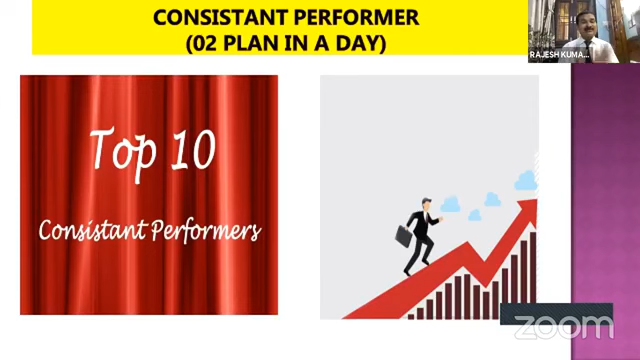 CONSISTANT PERFORMER
(02 PLAN IN A DAY)
RAJESH KUMA...
Top 10
Consistant Performers
zoom